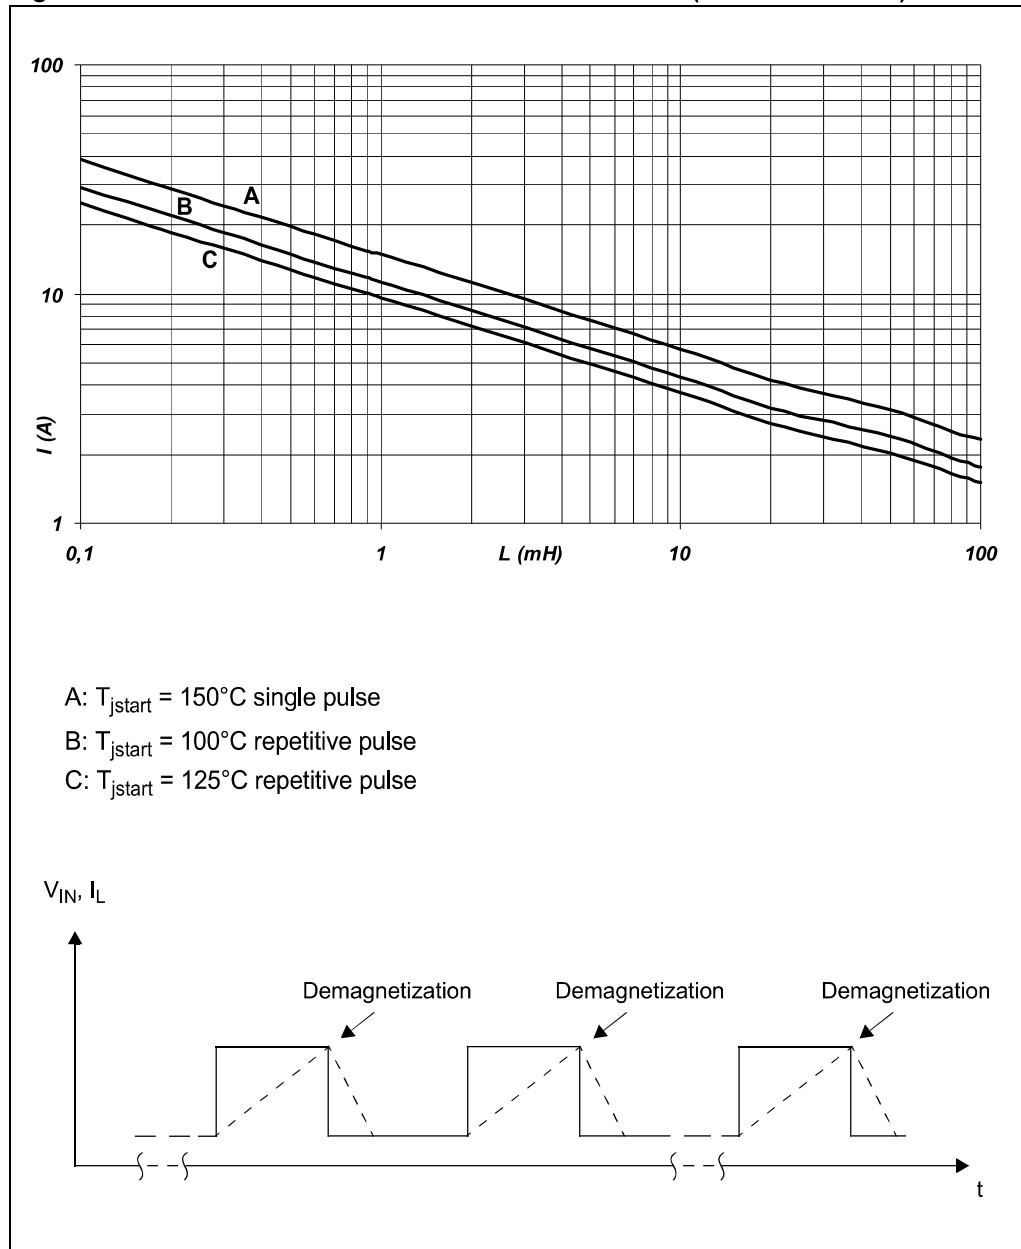 100
A
B
C
10
I (A)
1
0,1
1
L (mH)
10
100
A: Tjstart = 150°C single pulse
B: Tjstart = 100°C repetitive pulse
C: Tjstart = 125°C repetitive pulse
VIN, IL
Demagnetization
Demagnetization
Demagnetization
t